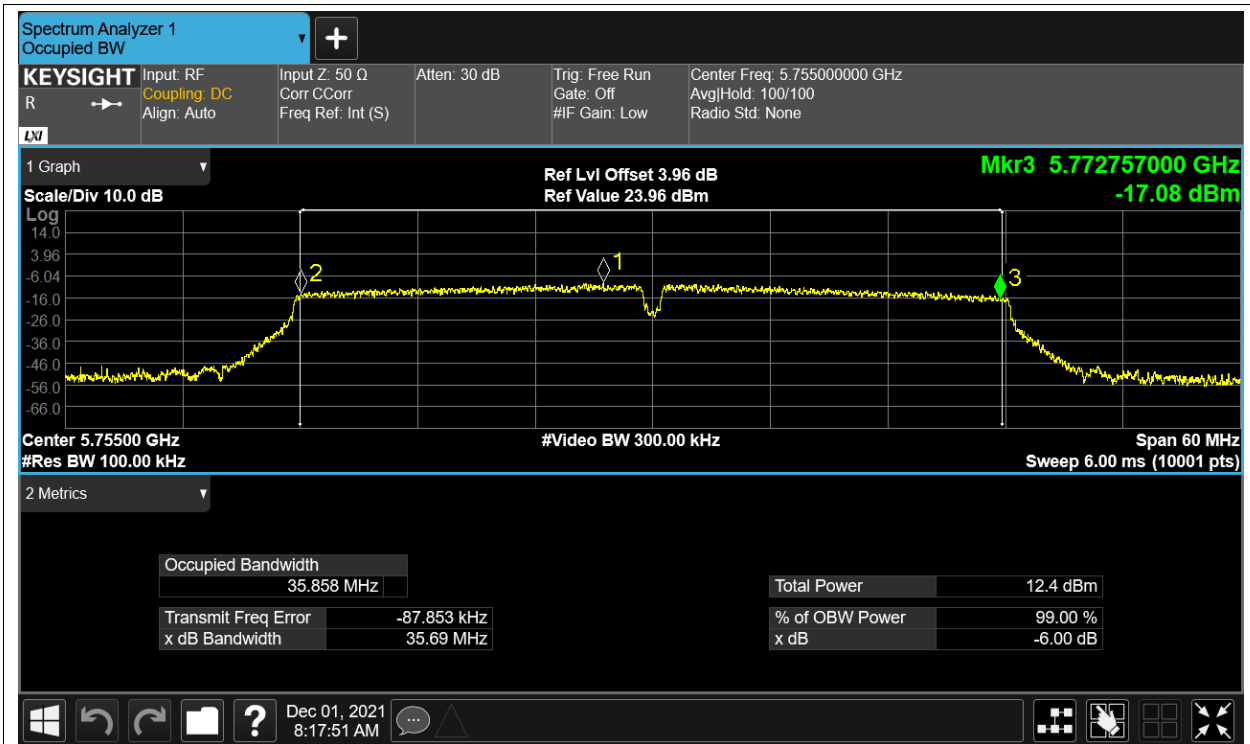 Spectrum Analyzer 1
Occupied BW
KEYSIGHT
R
LXI
Input: RF
Coupling: DC
Align: Auto
Input Z: 50 Ω
Corr CCorr
Freq Ref: Int (S)
Atten: 30 dB
Trig: Free Run
Gate: Off
#IF Gain: Low
Center Freq: 5.755000000 GHz
Avg|Hold: 100/100
Radio Std: None
1 Graph
Scale/Div 10.0 dB
Ref Lvl Offset 3.96 dB
Ref Value 23.96 dBm
Mkr3 5.772757000 GHz
-17.08 dBm
Log
14.0
3.96
-6.04
-16.0
-26.0
-36.0
-46.0
-56.0
-66.0
2
1
3
Center 5.75500 GHz
#Res BW 100.00 kHz
#Video BW 300.00 kHz
Span 60 MHz
Sweep 6.00 ms (10001 pts)
2 Metrics
Occupied Bandwidth
35.858 MHz
Transmit Freq Error -87.853 kHz
x dB Bandwidth 35.69 MHz
Total Power 12.4 dBm
% of OBW Power 99.00 %
x dB -6.00 dB
?
Dec 01, 2021
8:17:51 AM